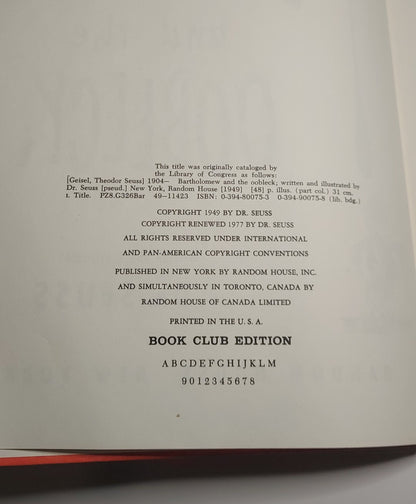 This title was originally cataloged by
the Library of Congress as follows:
[Geisel, Theodor Seuss] 1904– Bartholomew and the oobleck; written and illustrated by
Dr. Seuss [pseud.] New York, Random House [1949] [48] p. illus. (part col.) 31 cm.
I. Title. PZ8.G326Bar 49-11423 ISBN: 0-394-80075-3 0-394-90075-8 (lib. bdg.)
COPYRIGHT 1949 BY DR. SEUSS
COPYRIGHT RENEWED 1977 BY DR. SEUSS
ALL RIGHTS RESERVED UNDER INTERNATIONAL
AND PAN-AMERICAN COPYRIGHT CONVENTIONS
PUBLISHED IN NEW YORK BY RANDOM HOUSE, INC.
AND SIMULTANEOUSLY IN TORONTO, CANADA BY
RANDOM HOUSE OF CANADA LIMITED
PRINTED IN THE U. S. A.
BOOK CLUB EDITION
A B C D E F G H I J K L M
9 0 1 2 3 4 5 6 7 8